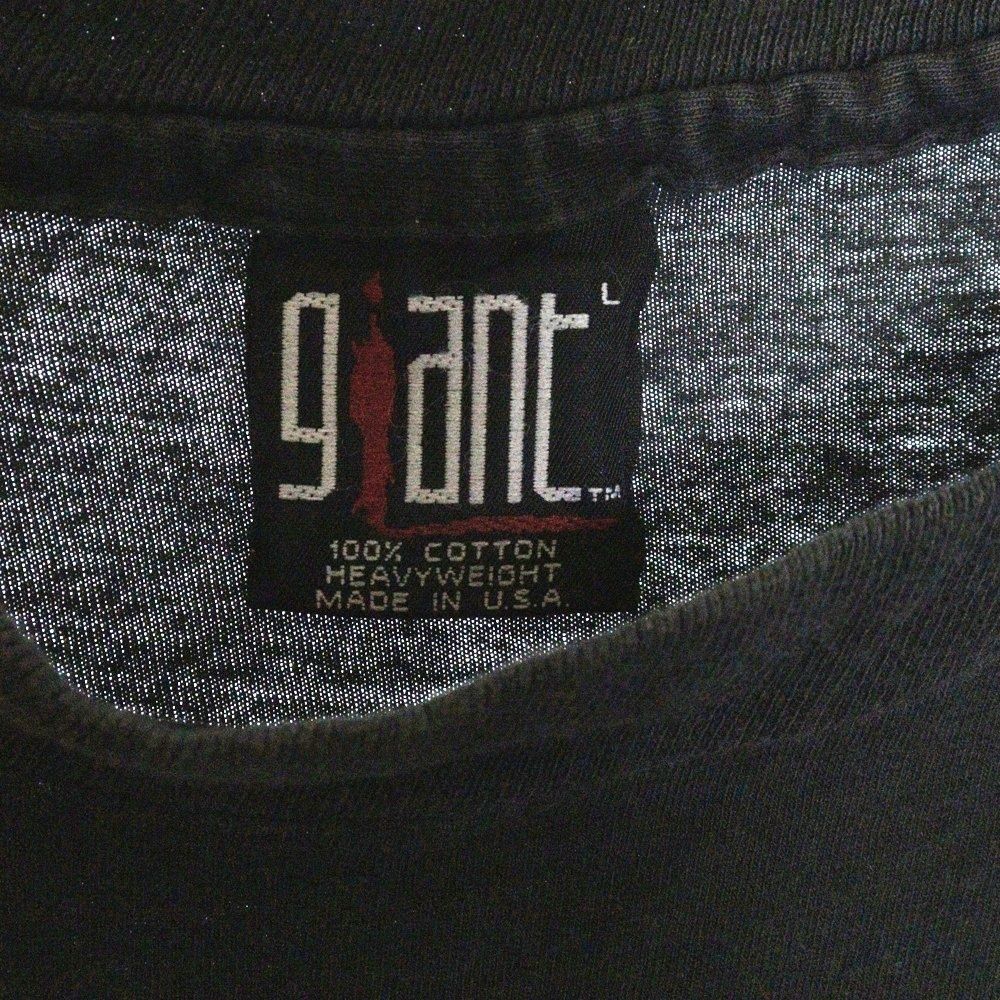 giant L
™
100% COTTON
HEAVYWEIGHT
MADE IN U.S.A.